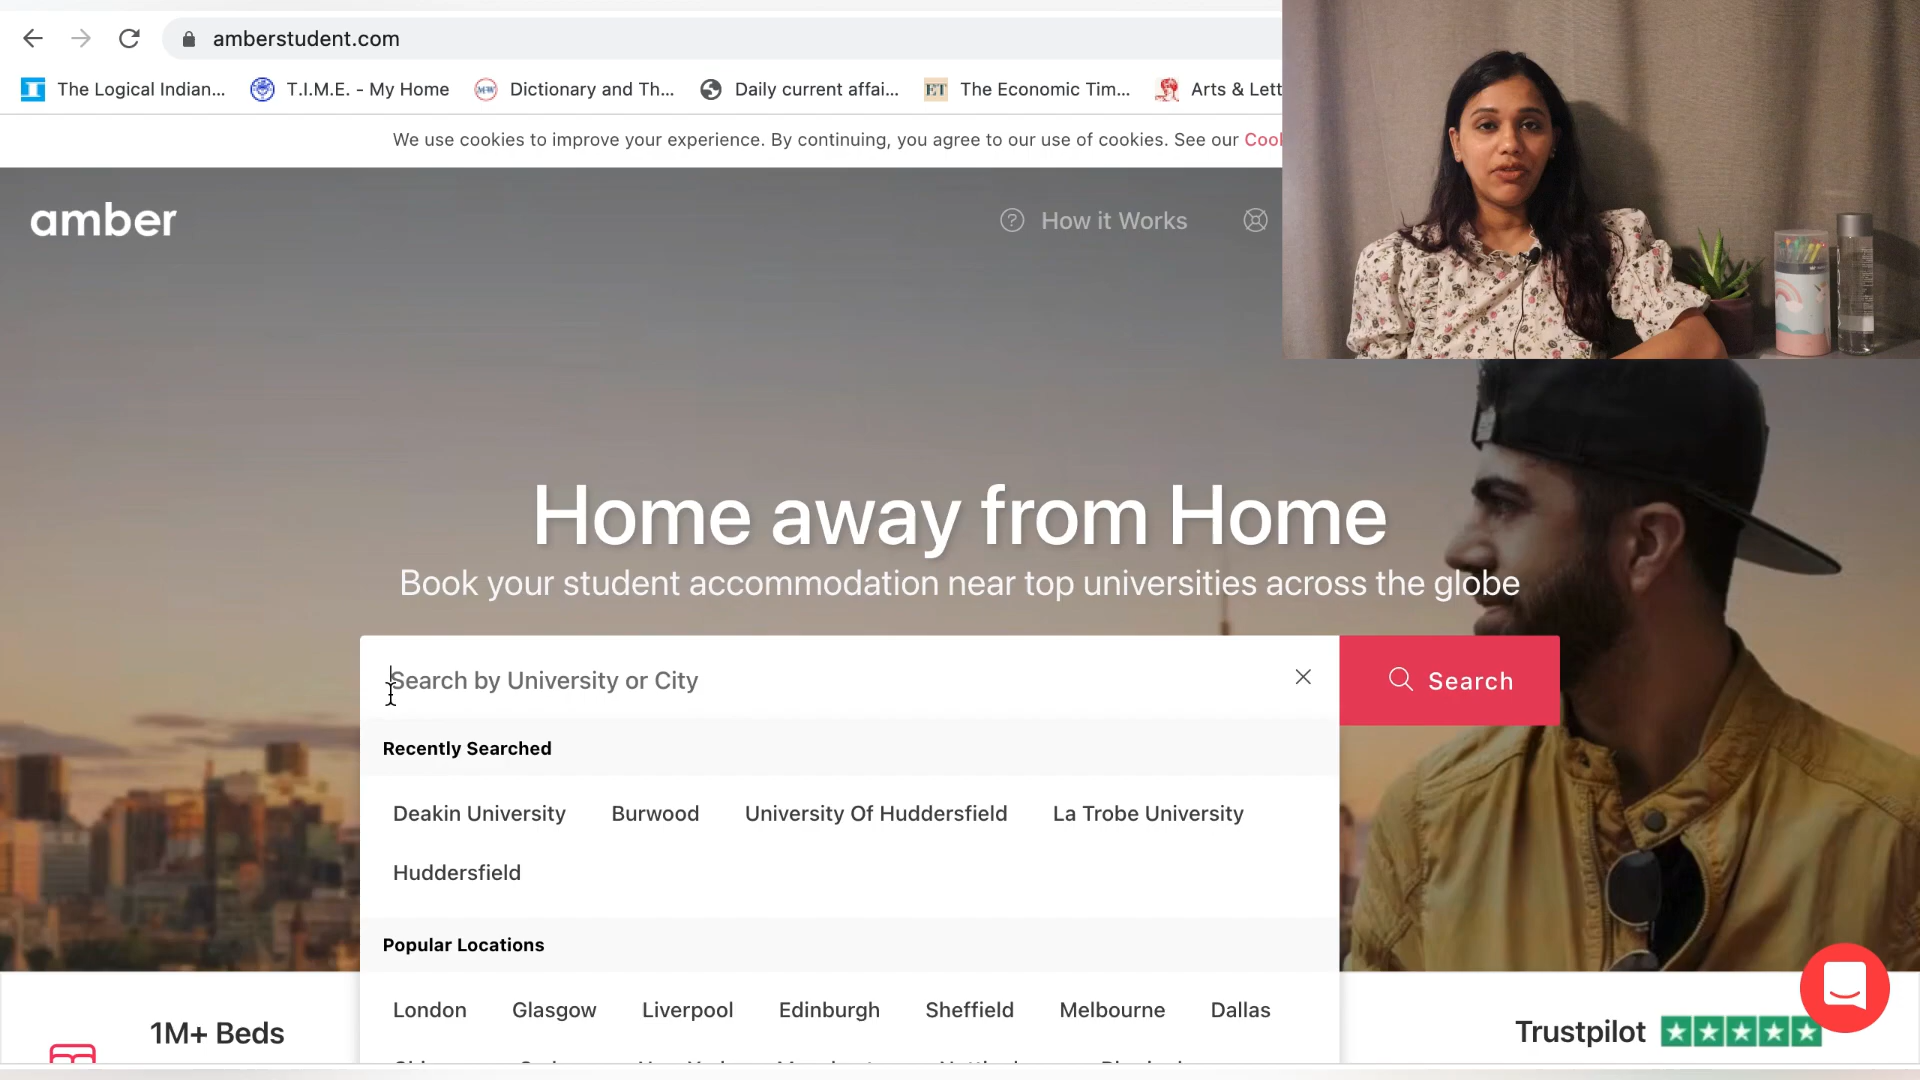 amberstudent.com
The Logical Indian... T.I.M.E. - My Home Dictionary and Th... Daily current affai... The Economic Tim... Arts & Lett
We use cookies to improve your experience. By continuing, you agree to our use of cookies. See our Cool
amber
How it Works
Home away from Home
Book your student accommodation near top universities across the globe
Search by University or City
Search
Recently Searched
Deakin University Burwood University Of Huddersfield La Trobe University
Huddersfield
Popular Locations
London Glasgow Liverpool Edinburgh Sheffield Melbourne Dallas
1M+ Beds
Trustpilot